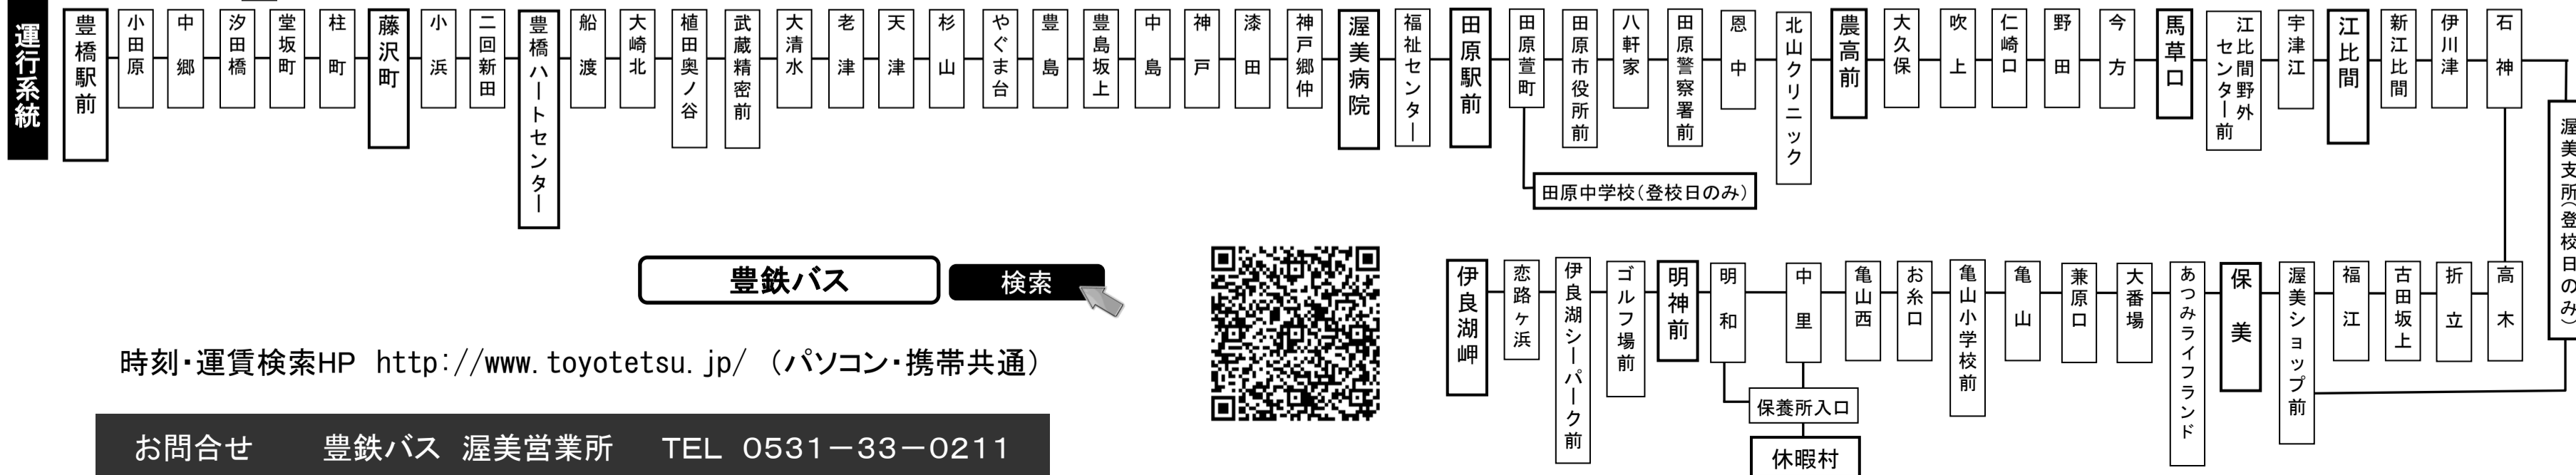 運行系統
豊橋駅前
小田原
中郷
汐田橋
堂坂町
柱町
藤沢町
小浜
二回新田
豊橋ハートセンター
船渡
大崎北
植田奥ノ谷
武蔵精密前
大清水
老津
天津
杉山
やぐま台
豊島
豊島坂上
中島
神戸
漆田
神戸郷仲
渥美病院
福祉センター
田原駅前
田原萱町
田原市役所前
八軒家
田原警察署前
恩中
北山クリニック
農高前
大久保
吹上
仁崎口
野田
今方
馬草口
江比間野外
センター前
宇津江
江比間
新江比間
伊川津
石神
渥美支所(登校日のみ)
田原中学校(登校日のみ)
伊良湖岬
恋路ヶ浜
伊良湖シーパーク前
ゴルフ場前
明神前
明和
中里
亀山西
お糸口
亀山小学校前
亀山
兼原口
大番場
あつみライフランド
保美
渥美ショップ前
福江
古田坂上
折立
高木
保養所入口
休暇村
豊鉄バス 検索
時刻・運賃検索HP http://www.toyotetsu.jp/ (パソコン・携帯共通)
お問合せ 豊鉄バス 渥美営業所 TEL 0531-33-0211